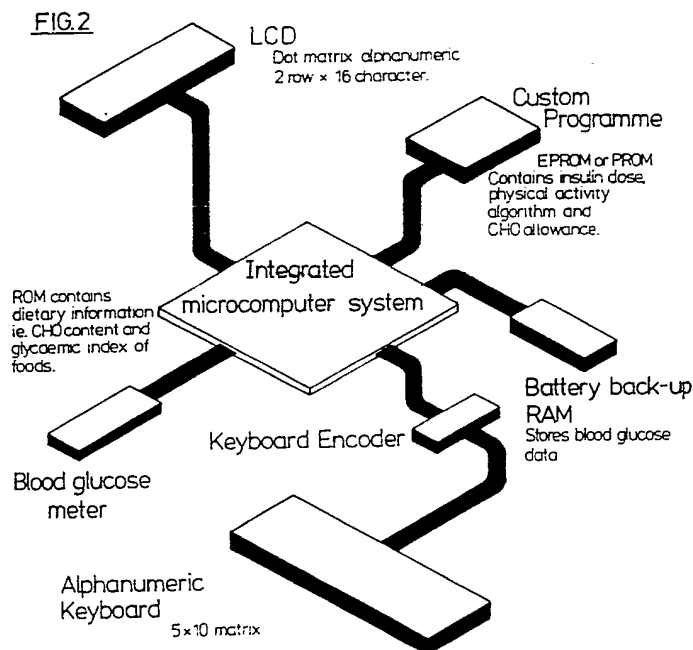 FIG.2
LCD
Dot matrix alphanumeric
2 row × 16 character.
Custom
Programme
EPROM or PROM
Contains insulin dose,
physical activity
algorithm and
CHO allowance.
Integrated
microcomputer system
ROM contains
dietary information
ie. CHO content and
glycaemic index of
foods.
Battery back-up
RAM
Stores blood glucose
data
Keyboard Encoder
Blood glucose
meter
Alphanumeric
Keyboard
5×10 matrix